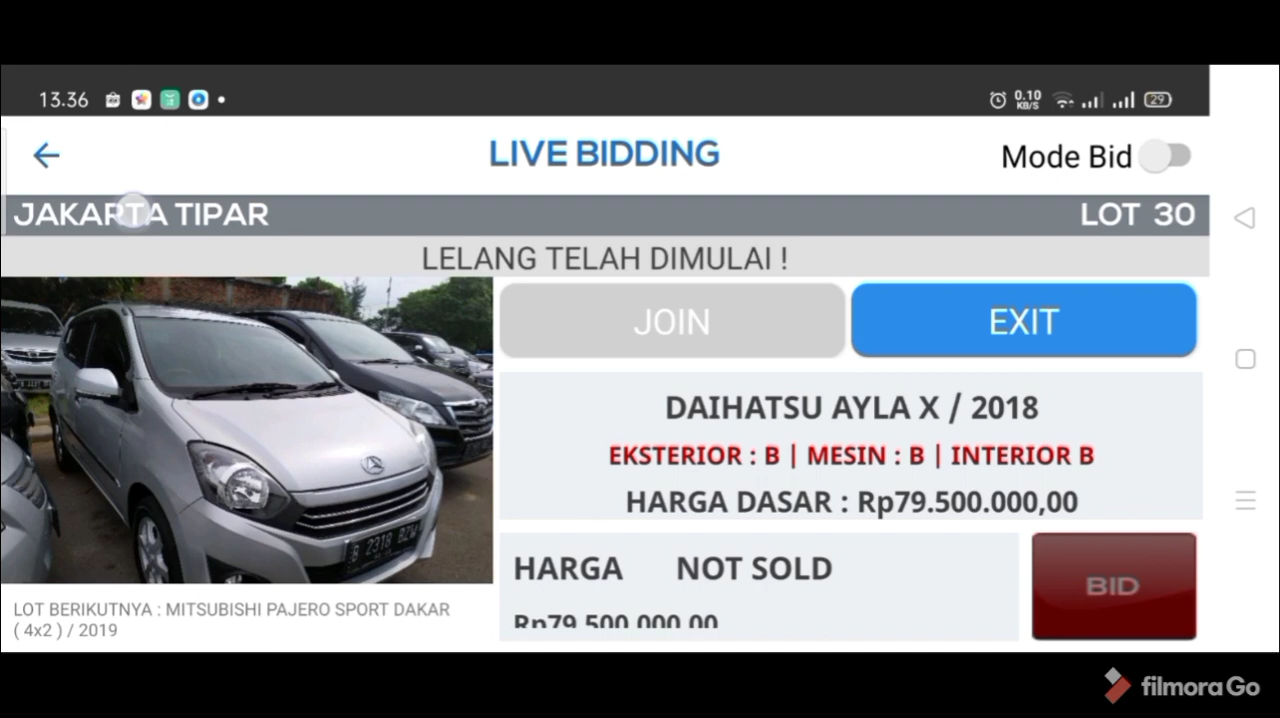 13.36
0.10
KB/S
29
LIVE BIDDING
Mode Bid
JAKARTA TIPAR
LOT 30
LELANG TELAH DIMULAI !
JOIN
EXIT
DAIHATSU AYLA X / 2018
EKSTERIOR : B | MESIN : B | INTERIOR B
HARGA DASAR : Rp79.500.000,00
HARGA NOT SOLD
Rp79.500.000,00
BID
B 2318 BZW
LOT BERIKUTNYA : MITSUBISHI PAJERO SPORT DAKAR
( 4x2 ) / 2019
filmoraGo